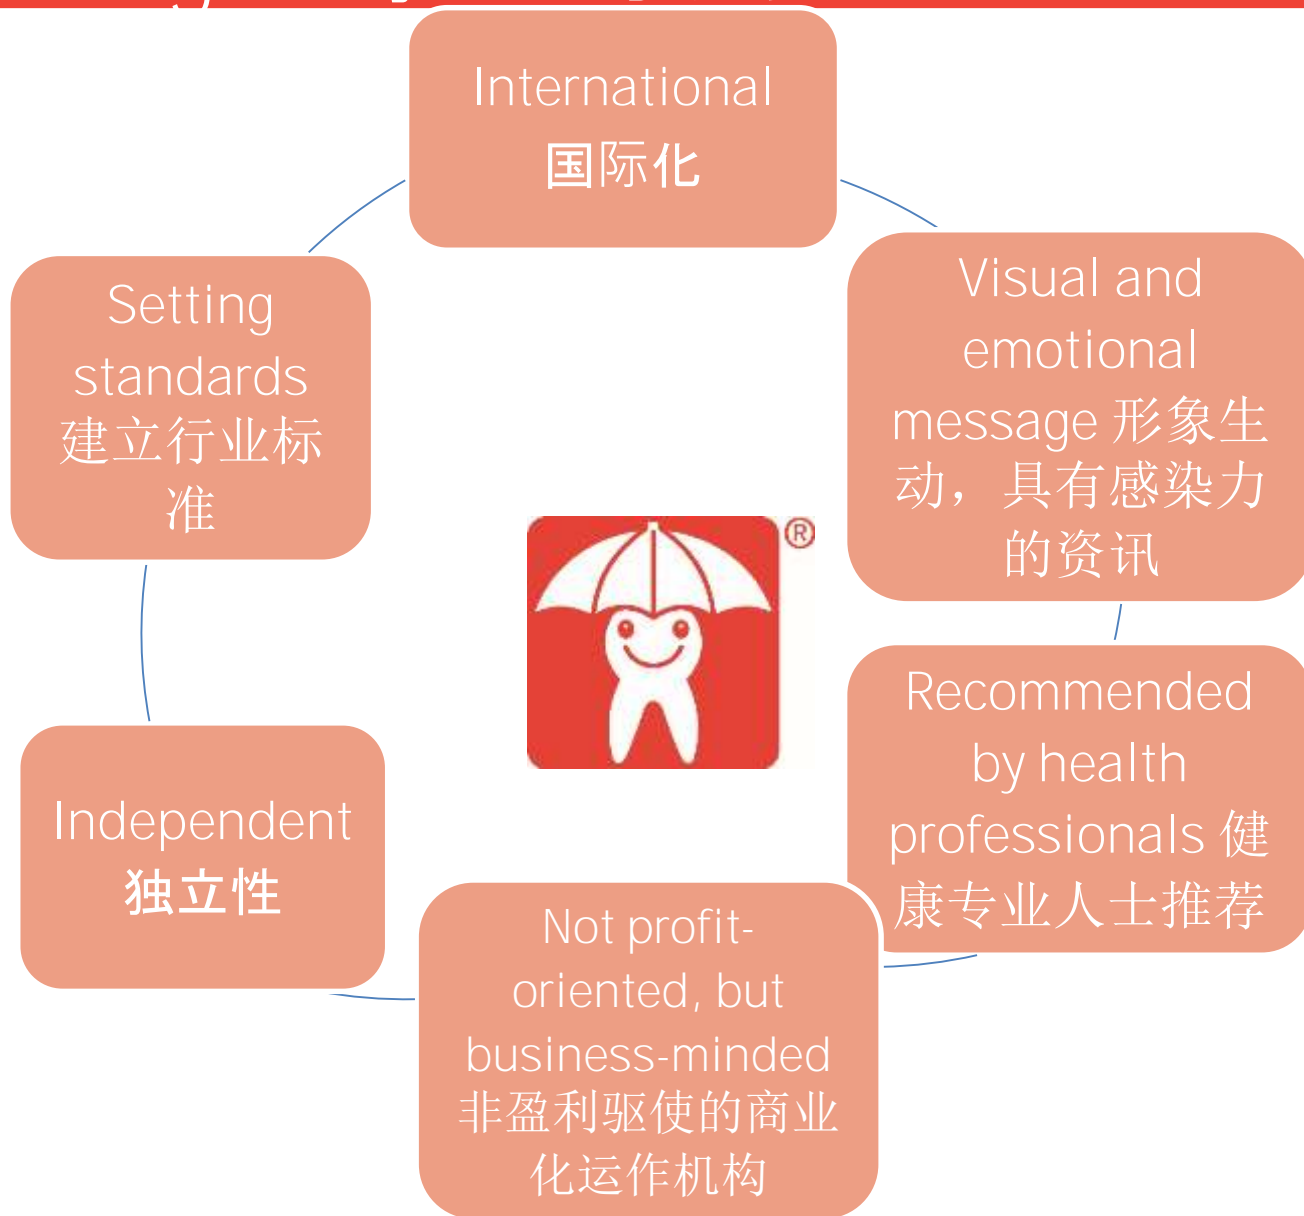 International
国际化
Visual and
emotional
message 形象生
动，具有感染力
的资讯
Recommended
by health
professionals 健
康专业人士推荐
Not profit-
oriented, but
business-minded
非盈利驱使的商业
化运作机构
Independent
独立性
Setting
standards
建立行业标
准
®